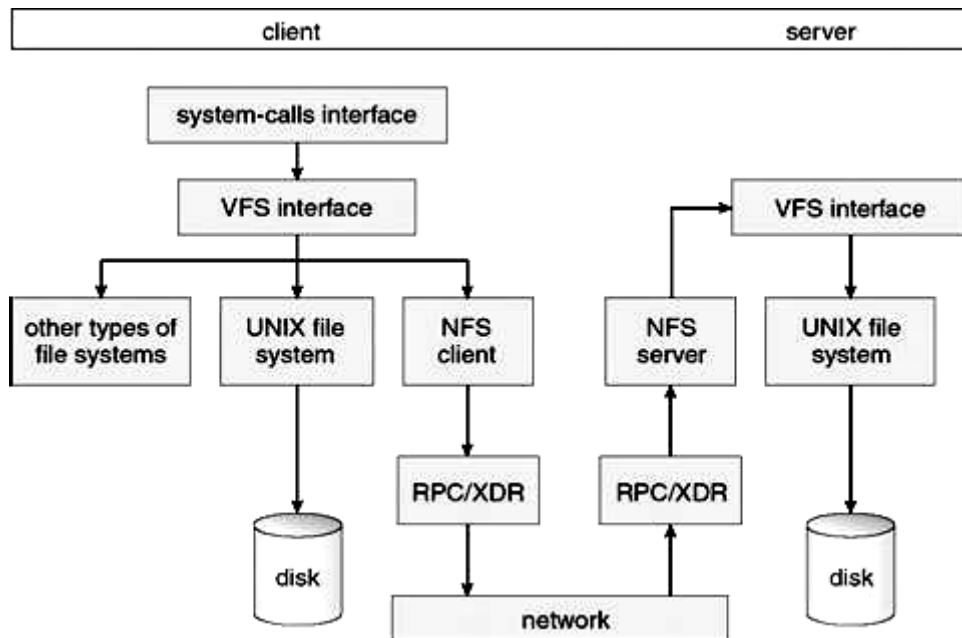 client
server
system-calls interface
VFS interface
VFS interface
other types of
file systems
UNIX file
system
NFS
client
NFS
server
UNIX file
system
RPC/XDR
RPC/XDR
disk
disk
network